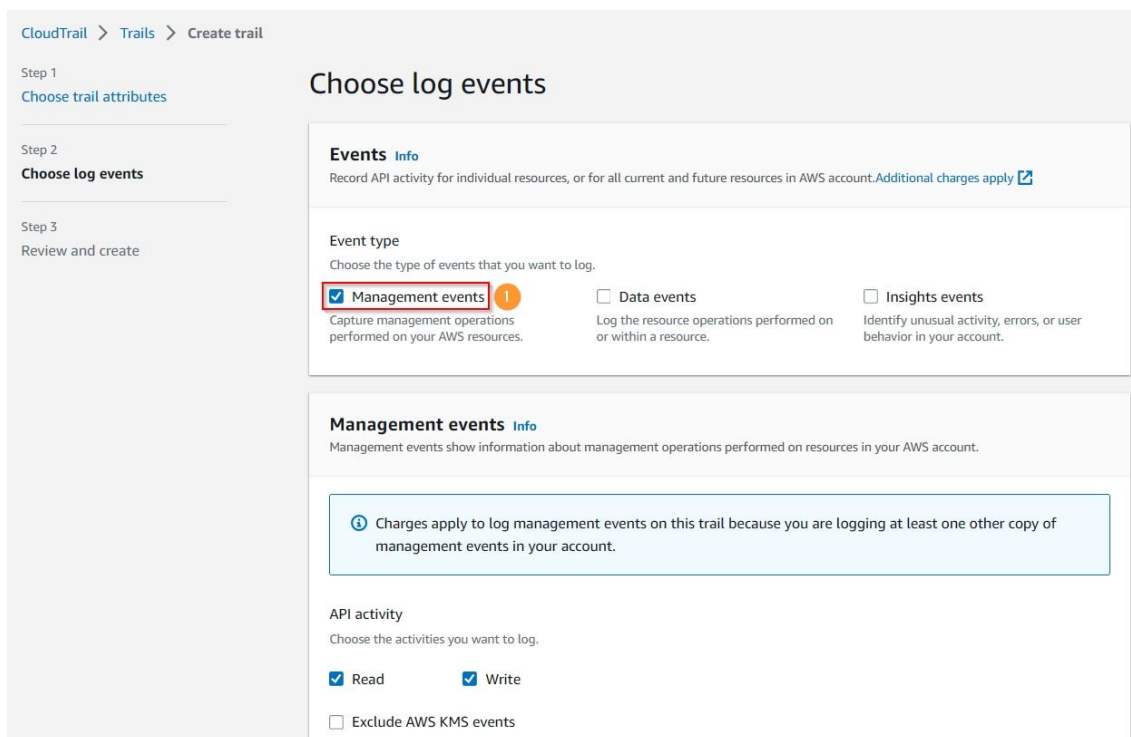 CloudTrail > Trails > Create trail
Step 1
Choose trail attributes
Step 2
Choose log events
Step 3
Review and create
Choose log events
Events Info
Record API activity for individual resources, or for all current and future resources in AWS account.Additional charges apply
Event type
Choose the type of events that you want to log.
Management events 1
Capture management operations
performed on your AWS resources.
Data events
Log the resource operations performed on
or within a resource.
Insights events
Identify unusual activity, errors, or user
behavior in your account.
Management events Info
Management events show information about management operations performed on resources in your AWS account.
Charges apply to log management events on this trail because you are logging at least one other copy of
management events in your account.
API activity
Choose the activities you want to log.
Read Write
Exclude AWS KMS events